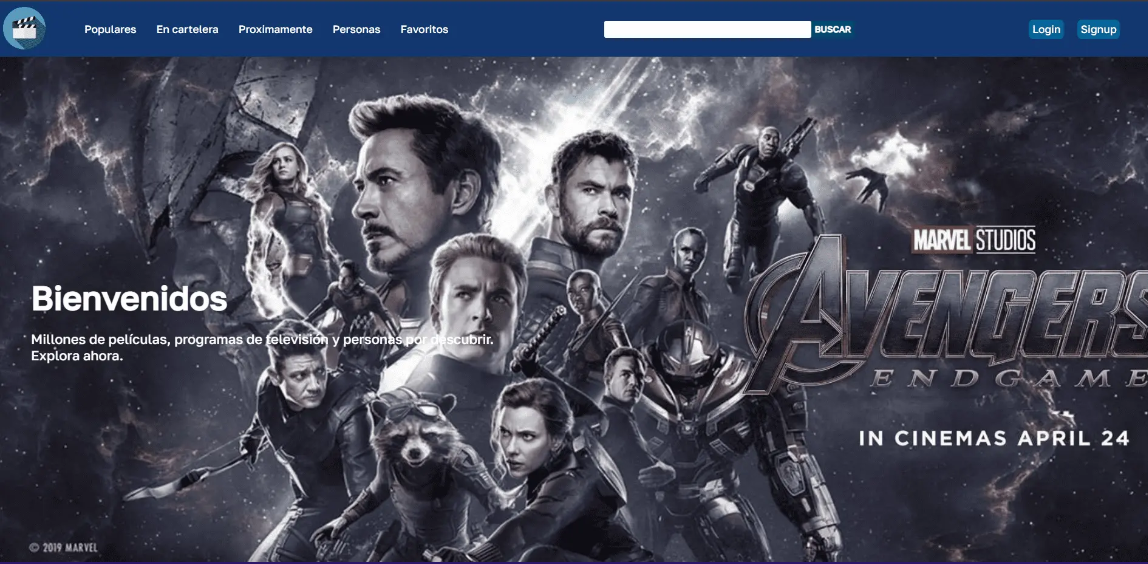 Populares En cartelera Proximamente Personas Favoritos BUSCAR Login Signup
MARVEL STUDIOS
AVENGERS
ENDGAME
Bienvenidos
Millones de películas, programas de televisión y personas por descubrir.
Explora ahora.
IN CINEMAS APRIL 24
© 2019 MARVEL